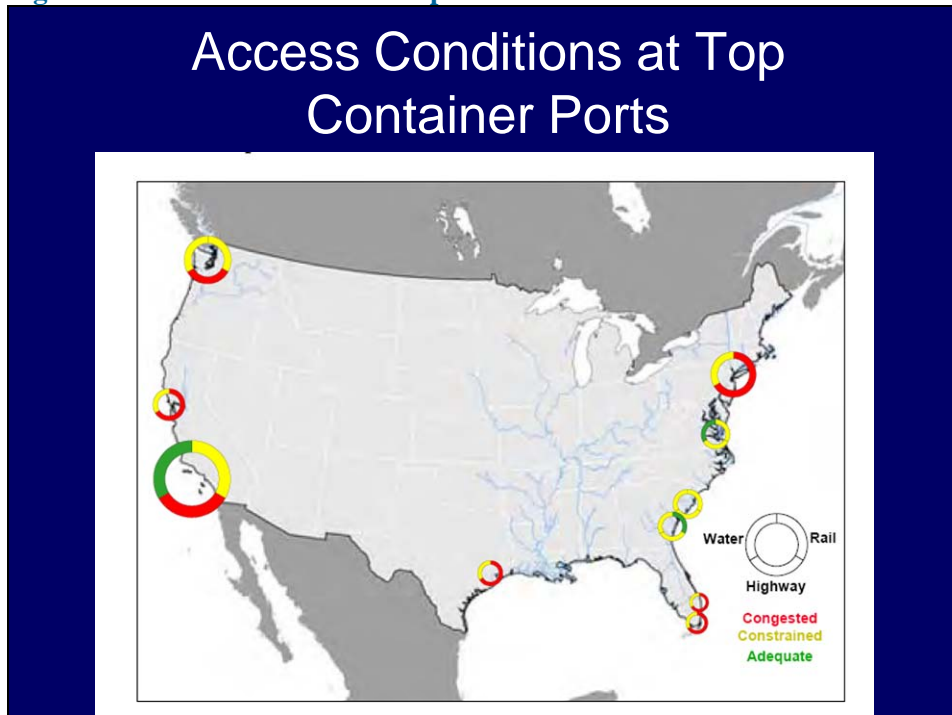 Access Conditions at Top
Container Ports
Water
Rail
Highway
Congested
Constrained
Adequate